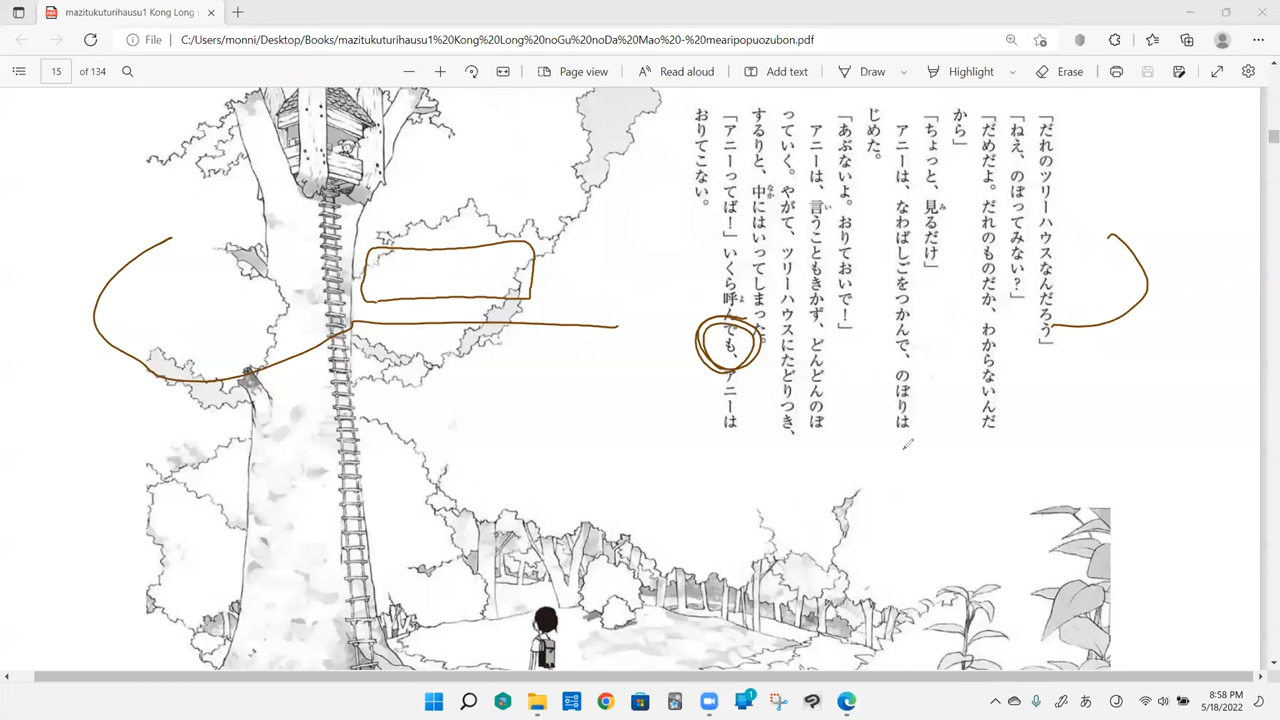 mazitukuturihausu1 Kong Long
File C:/Users/monni/Desktop/Books/mazitukuturihausu1%20Kong%20Long%20noGu%20noDa%20Mao%20-%20mearipopuozubon.pdf
15 of 134 Page view Read aloud Add text Draw Highlight Erase
「だれのツリーハウスなんだろう」
「ねえ、のぼってみない？」
「だめだよ。だれのものだか、わからないんだ
から」
「ちょっと、見るだけ」
アニーは、なわばしごをつかんで、のぼりは
じめた。
「あぶないよ。おりておいで！」
アニーは、言うこともきかず、どんどんのぼ
っていく。やがて、ツリーハウスにたどりつき、
するりと、中にはいってしまった。
「アニーってば！」いくら呼んでも、アニーは
おりてこない。
1
あ
8:58 PM
5/18/2022